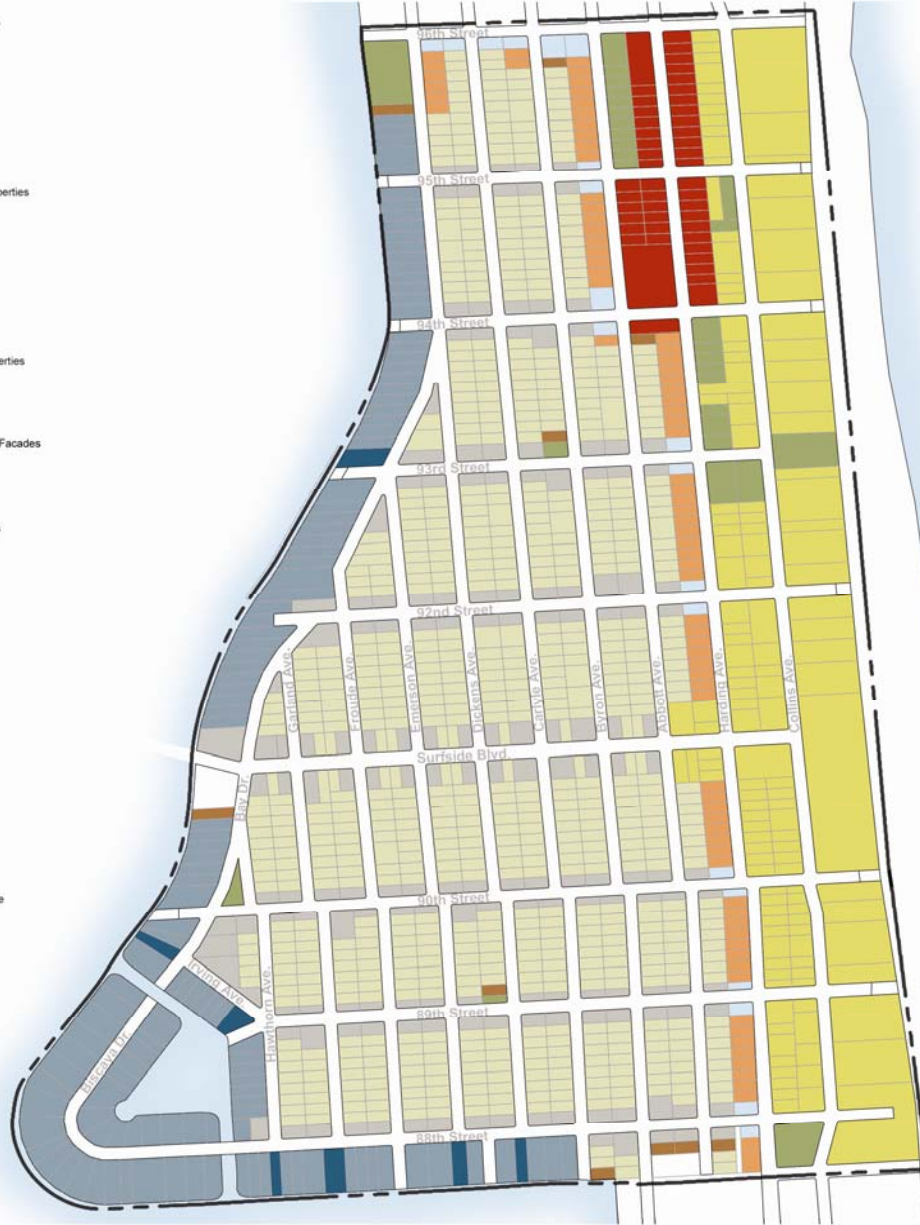 96th Street
95th Street
perties
94th Street
erties
Facades
93rd Street
92nd Street
Garland Ave.
Froude Ave.
Emerson Ave.
Dickens Ave.
Carlyle Ave.
Byron Ave.
Abbott Ave.
Harding Ave.
Collins Ave.
Surfside Blvd.
Bay Dr.
90th Street
Irving Ave.
Hawthorn Ave.
89th Street
Biscaya Dr.
88th Street